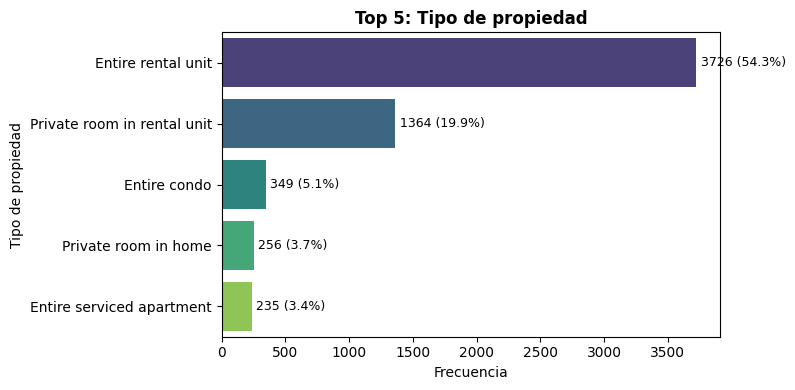 Top 5: Tipo de propiedad
Tipo de propiedad
Entire rental unit
3726 (54.3%)
Private room in rental unit
1364 (19.9%)
Entire condo
349 (5.1%)
Private room in home
256 (3.7%)
Entire serviced apartment
235 (3.4%)
0 500 1000 1500 2000 2500 3000 3500
Frecuencia